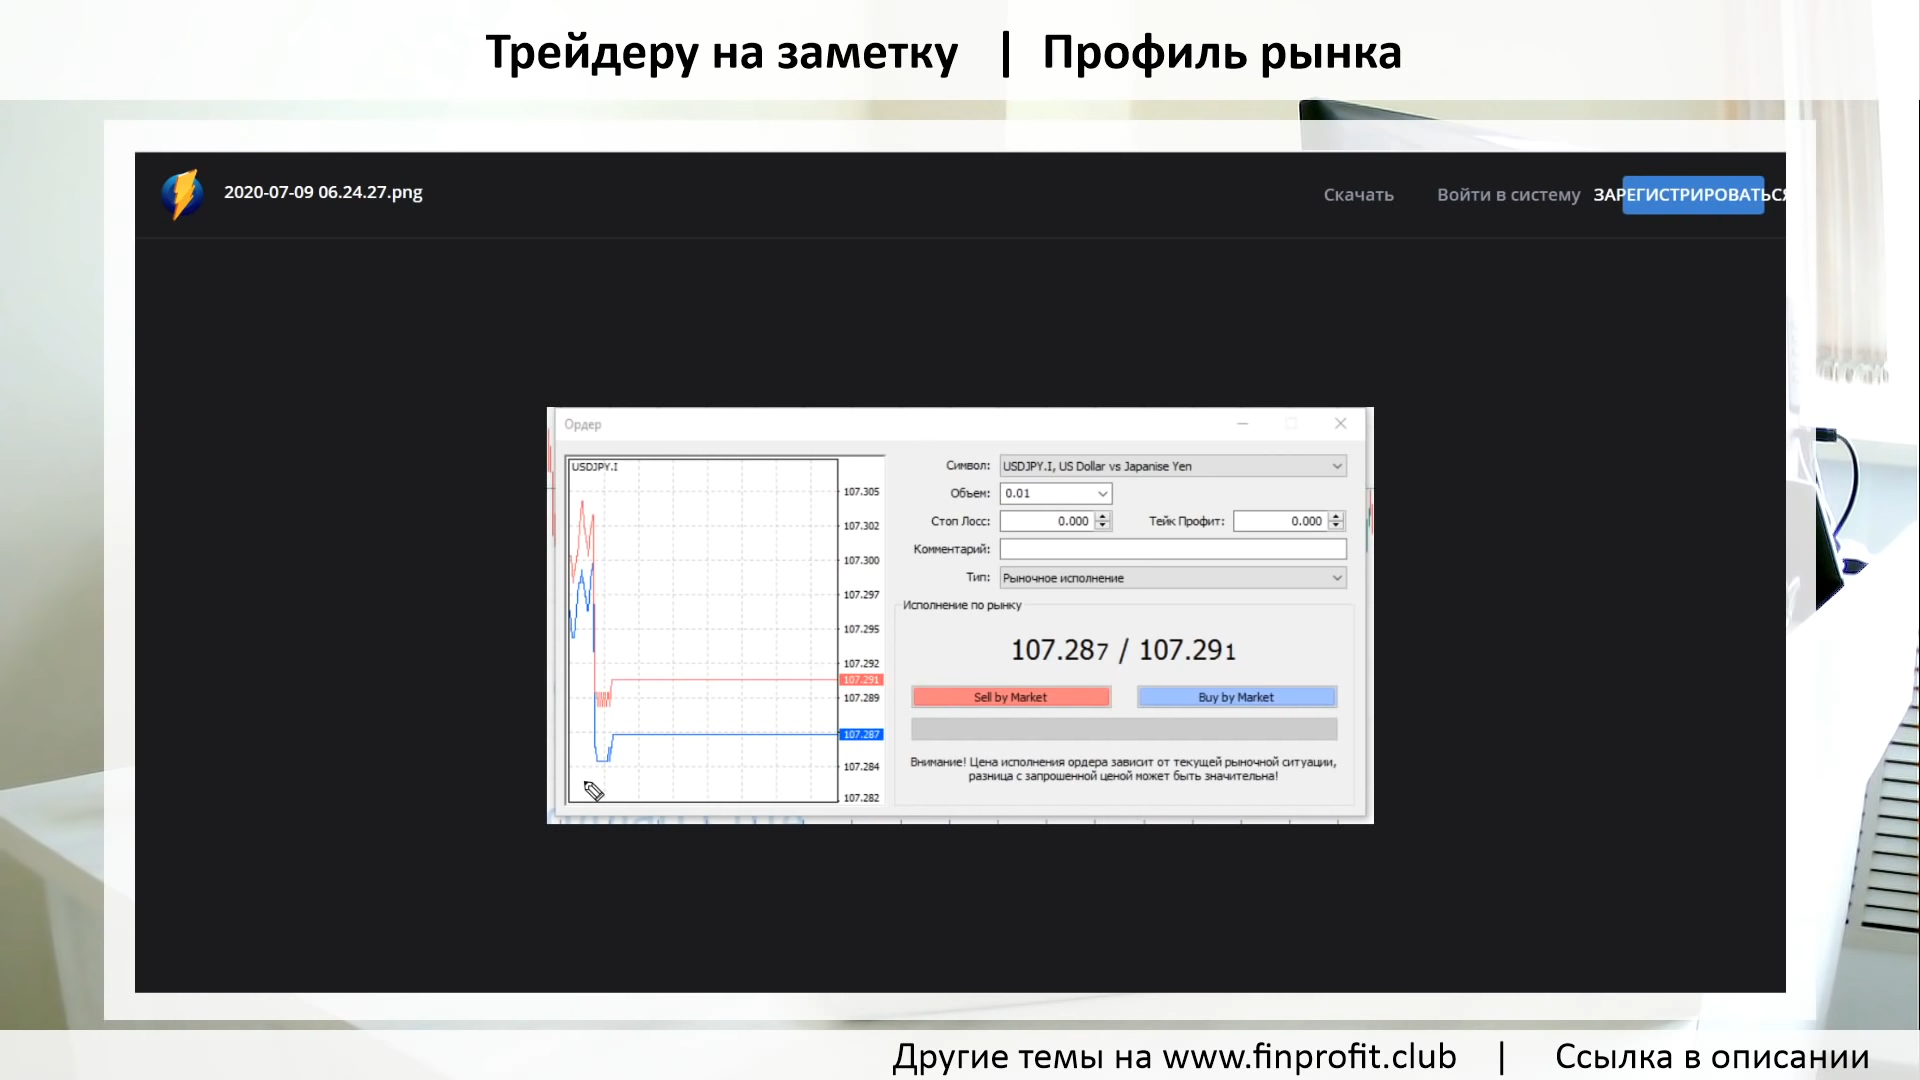 Трейдеру на заметку | Профиль рынка
2020-07-09 06.24.27.png
Скачать Войти в систему ЗАРЕГИСТРИРОВАТЬСЯ
Ордер
USDJPY.I
107.305
107.302
107.300
107.297
107.295
107.292
107.291
107.289
107.287
107.284
107.282
Символ: USDJPY.I, US Dollar vs Japanise Yen
Объем: 0.01
Стоп Лосс: 0.000 Тейк Профит: 0.000
Комментарий:
Тип: Рыночное исполнение
Исполнение по рынку
107.287 / 107.291
Sell by Market Buy by Market
Внимание! Цена исполнения ордера зависит от текущей рыночной ситуации,
разница с запрошенной ценой может быть значительна!
Другие темы на www.finprofit.club | Ссылка в описании